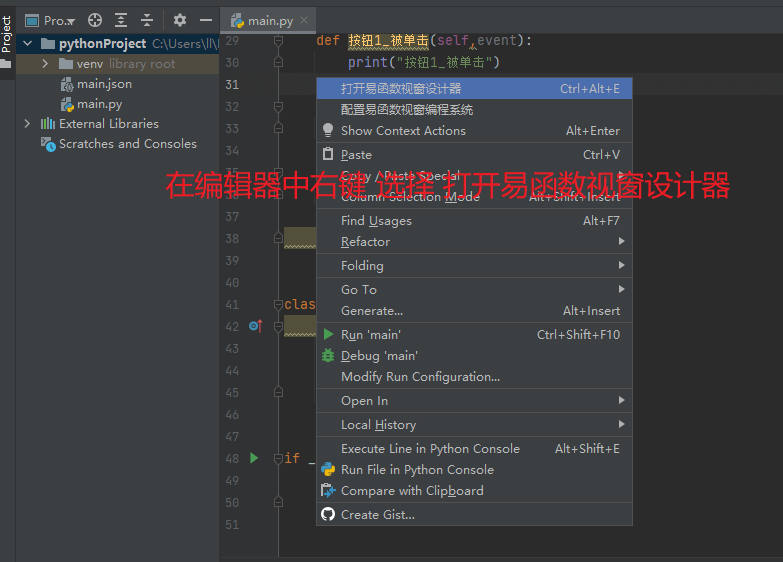 Project
Pro...
main.py
pythonProject C:\Users\ll\
venv library root
main.json
main.py
External Libraries
Scratches and Consoles
29 def 按钮1_被单击(self,event):
30 print("按钮1_被单击")
31
32
33
34
35
36
37
38
39
40
41 clas
42
43
44
45
46
47
48 if _
49
50
51
打开易函数视窗设计器 Ctrl+Alt+E
配置易函数视窗编程系统
Show Context Actions Alt+Enter
Paste Ctrl+V
Copy / Paste Special
Column Selection Mode Alt+Shift+Insert
在编辑器中右键 选择 打开易函数视窗设计器
Find Usages Alt+F7
Refactor
Folding
Go To
Generate... Alt+Insert
Run 'main' Ctrl+Shift+F10
Debug 'main'
Modify Run Configuration...
Open In
Local History
Execute Line in Python Console Alt+Shift+E
Run File in Python Console
Compare with Clipboard
Create Gist...